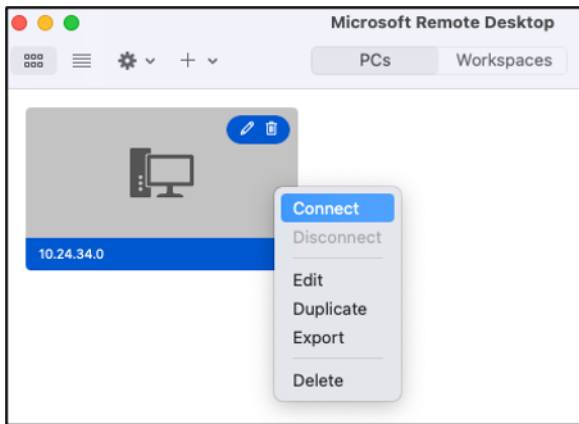 Microsoft Remote Desktop
PCs
Workspaces
10.24.34.0
Connect
Disconnect
Edit
Duplicate
Export
Delete